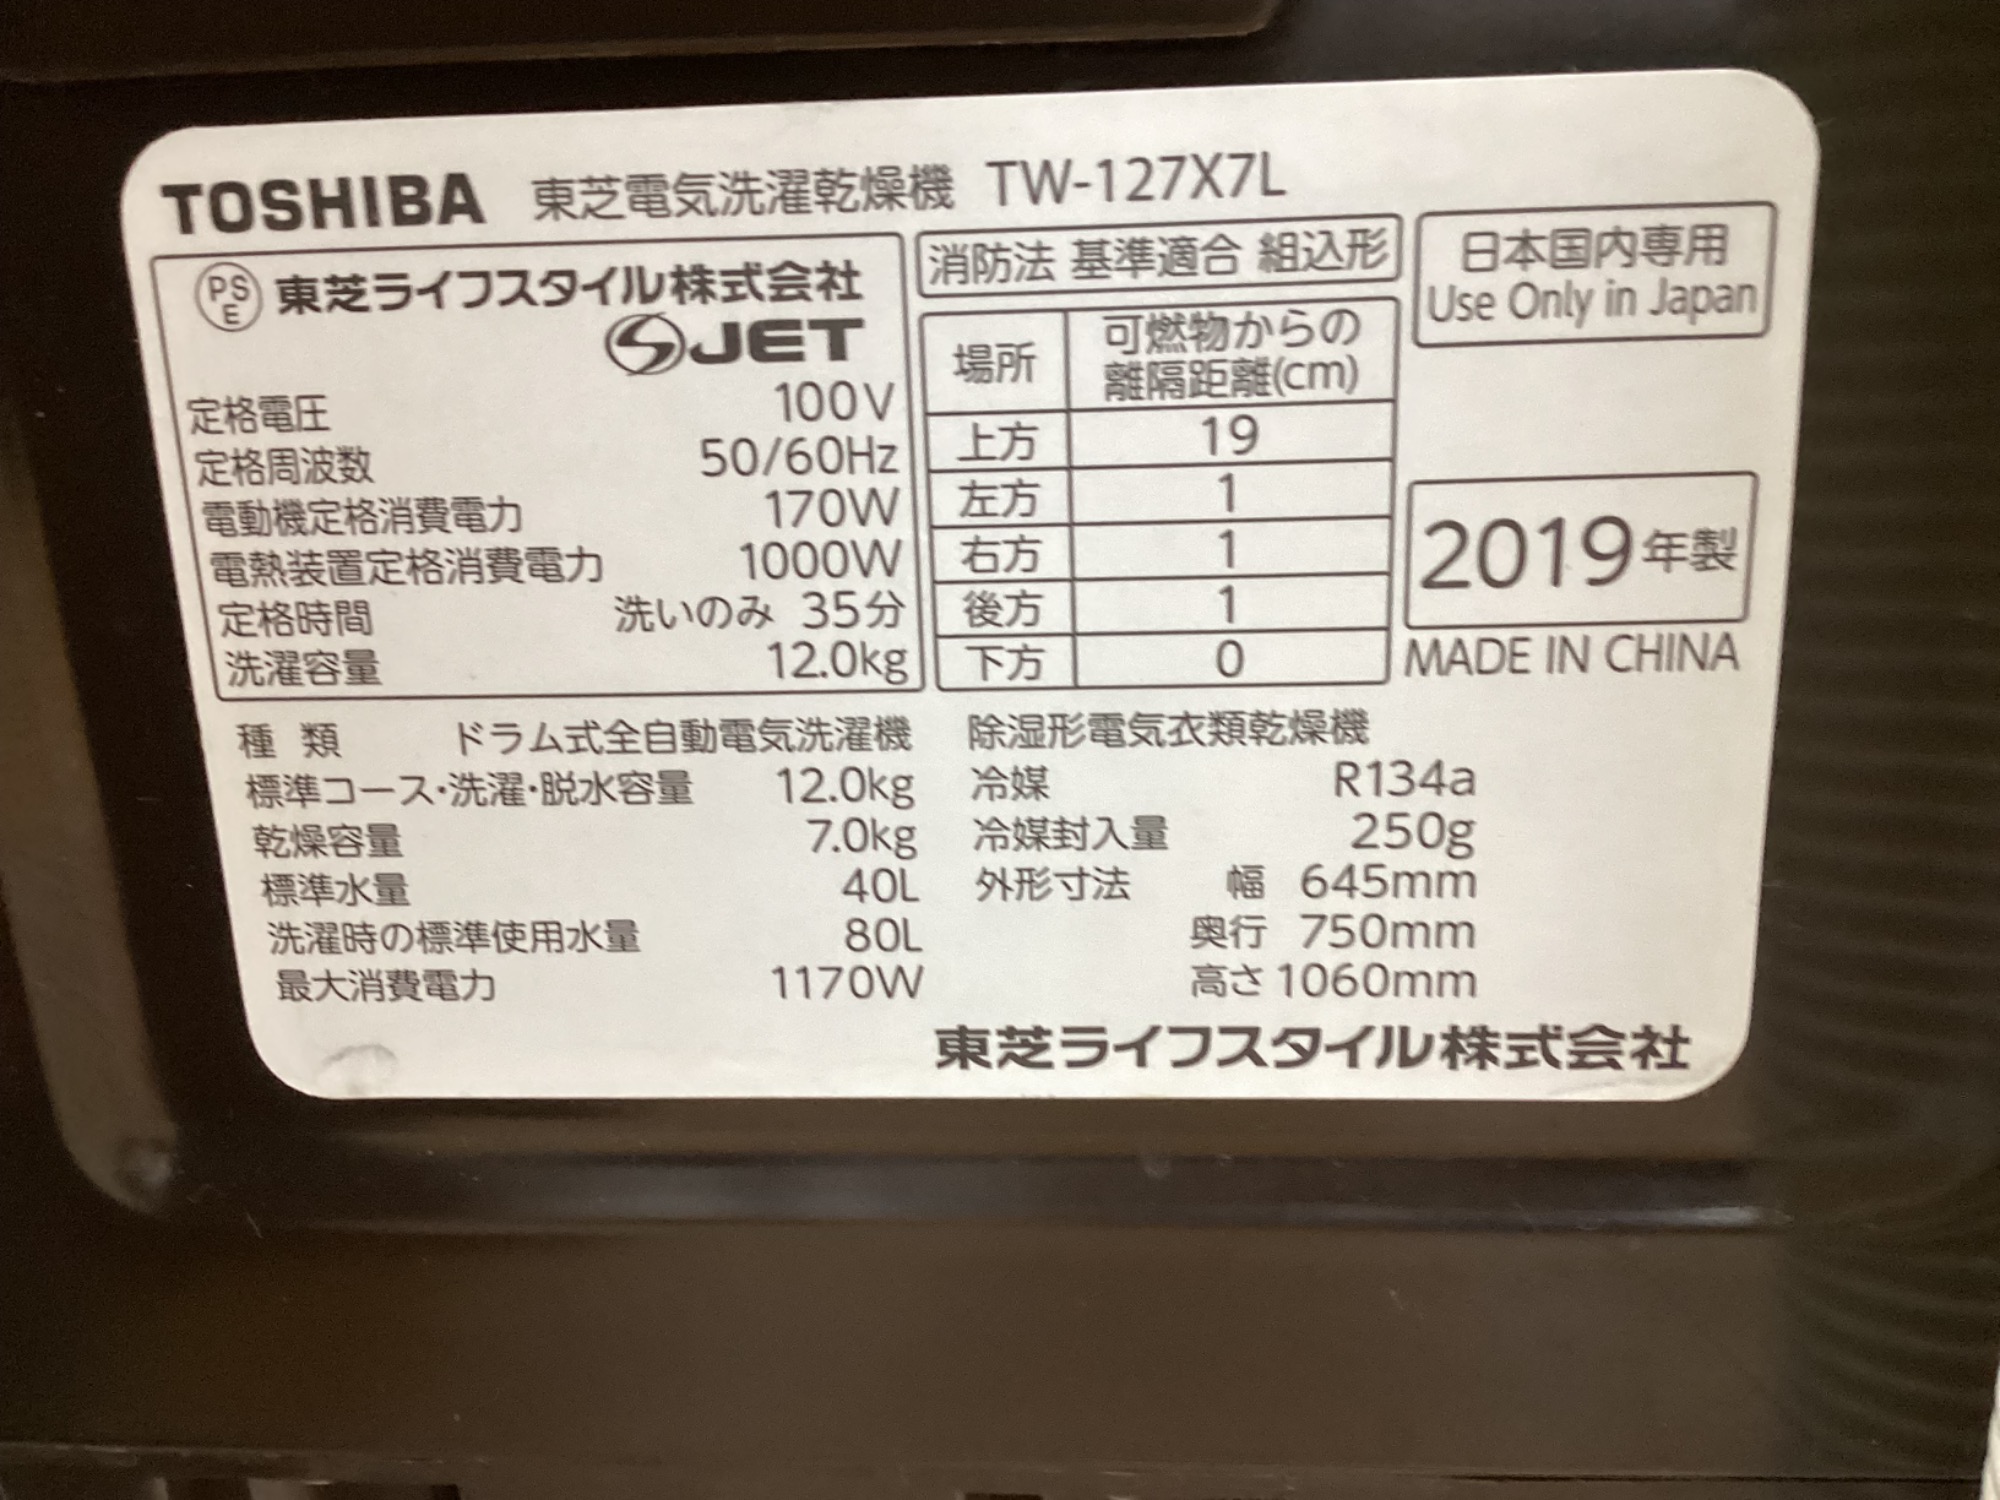 TOSHIBA 東芝電気洗濯乾燥機 TW-127X7L
PSE 東芝ライフスタイル株式会社
SJET
定格電圧 100V
定格周波数 50/60Hz
電動機定格消費電力 170W
電熱装置定格消費電力 1000W
定格時間 洗いのみ 35分
洗濯容量 12.0kg
消防法 基準適合 組込形
場所 可燃物からの離隔距離(cm)
上方 19
左方 1
右方 1
後方 1
下方 0
日本国内専用
Use Only in Japan
2019年製
MADE IN CHINA
種類 ドラム式全自動電気洗濯機
標準コース・洗濯・脱水容量 12.0kg
乾燥容量 7.0kg
標準水量 40L
洗濯時の標準使用水量 80L
最大消費電力 1170W
除湿形電気衣類乾燥機
冷媒 R134a
冷媒封入量 250g
外形寸法 幅 645mm
奥行 750mm
高さ 1060mm
東芝ライフスタイル株式会社